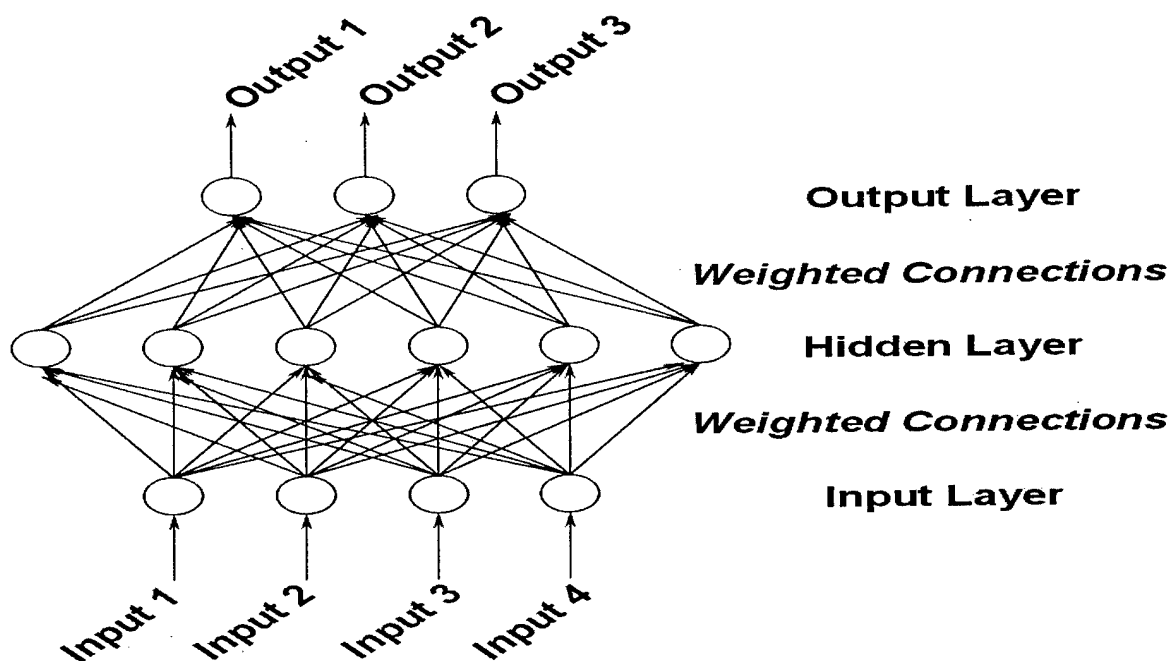 Output 1
Output 2
Output 3
Output Layer
Weighted Connections
Hidden Layer
Weighted Connections
Input Layer
Input 1
Input 2
Input 3
Input 4